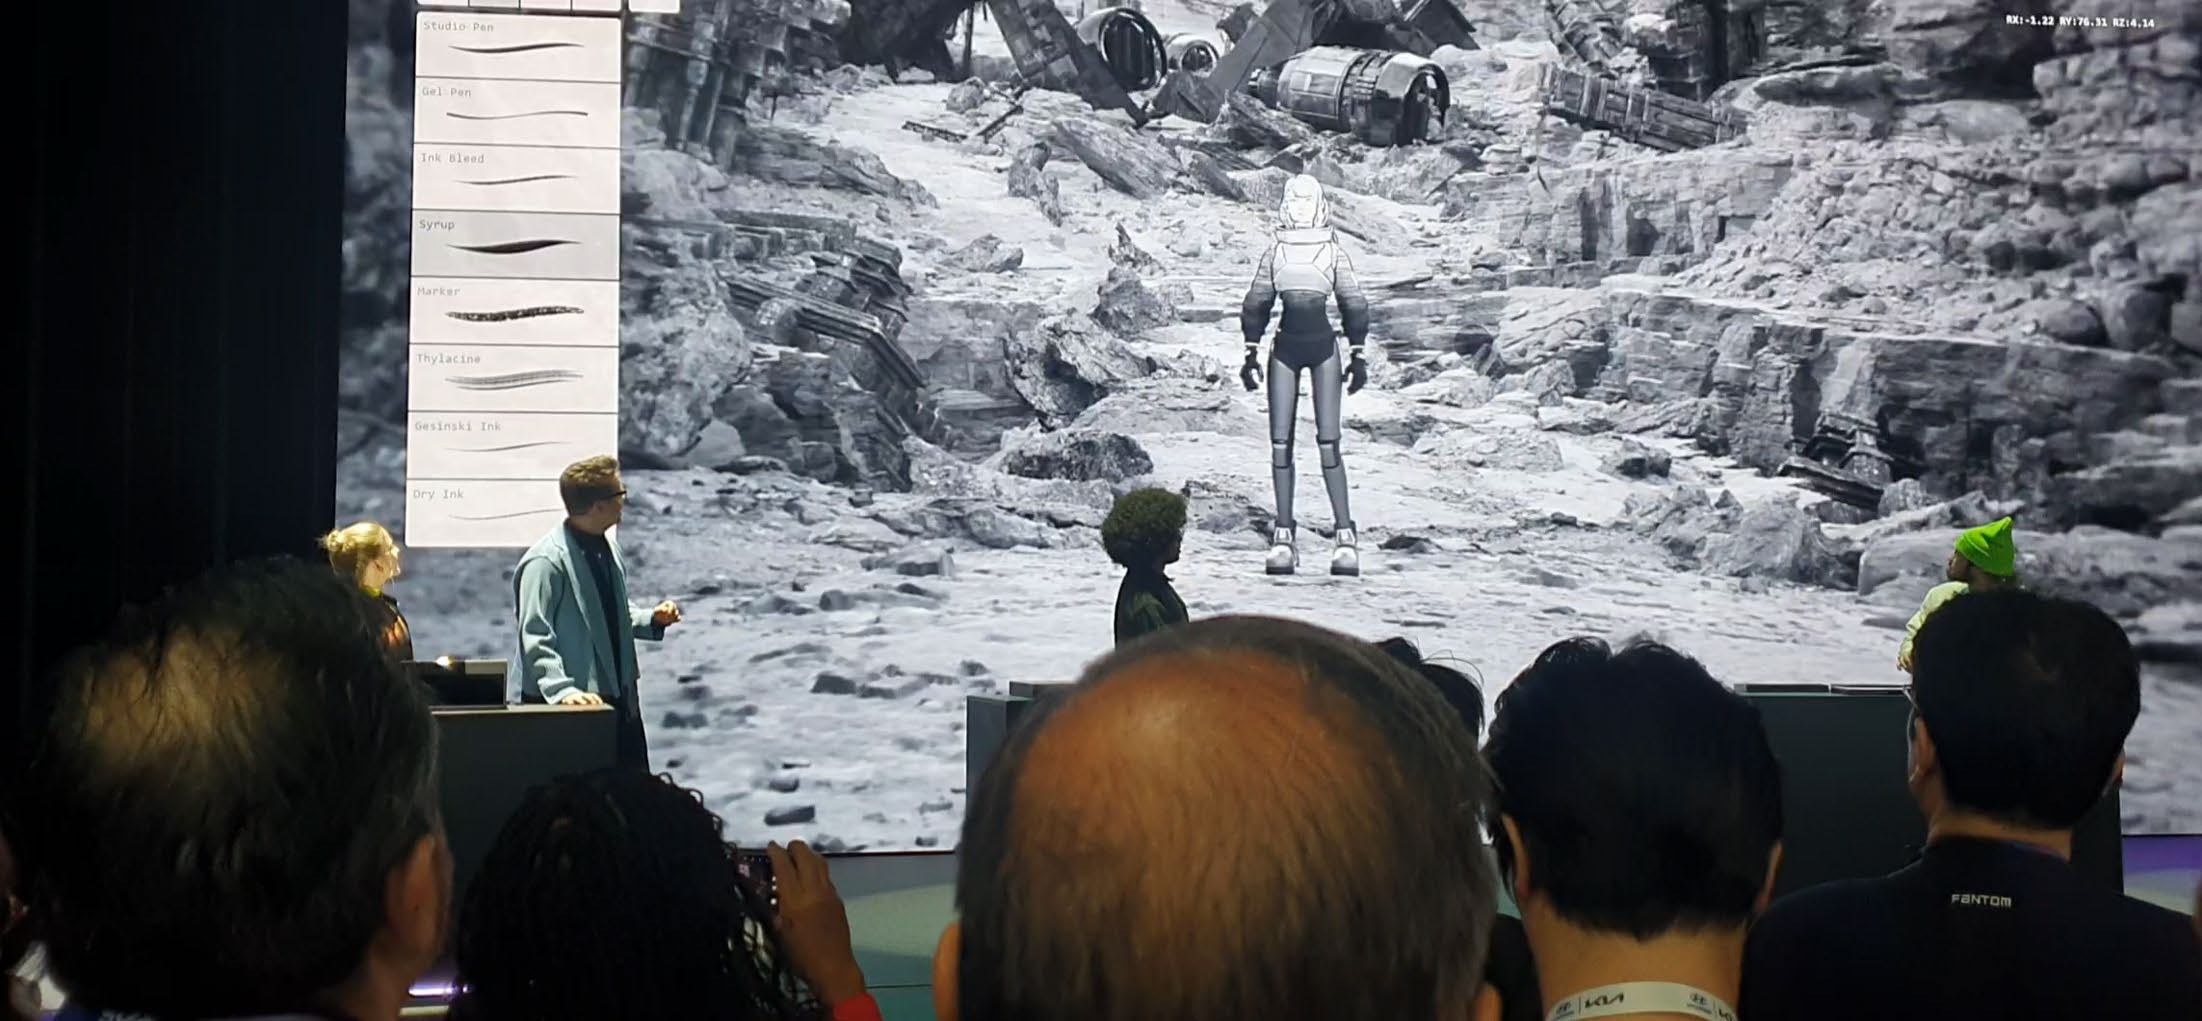 Studio Pen
Gel Pen
Ink Bleed
Syrup
Marker
Thylacine
Gesinski Ink
Dry Ink
RX:-1.22 RY:76.31 RZ:4.14
FANTOM
KIA